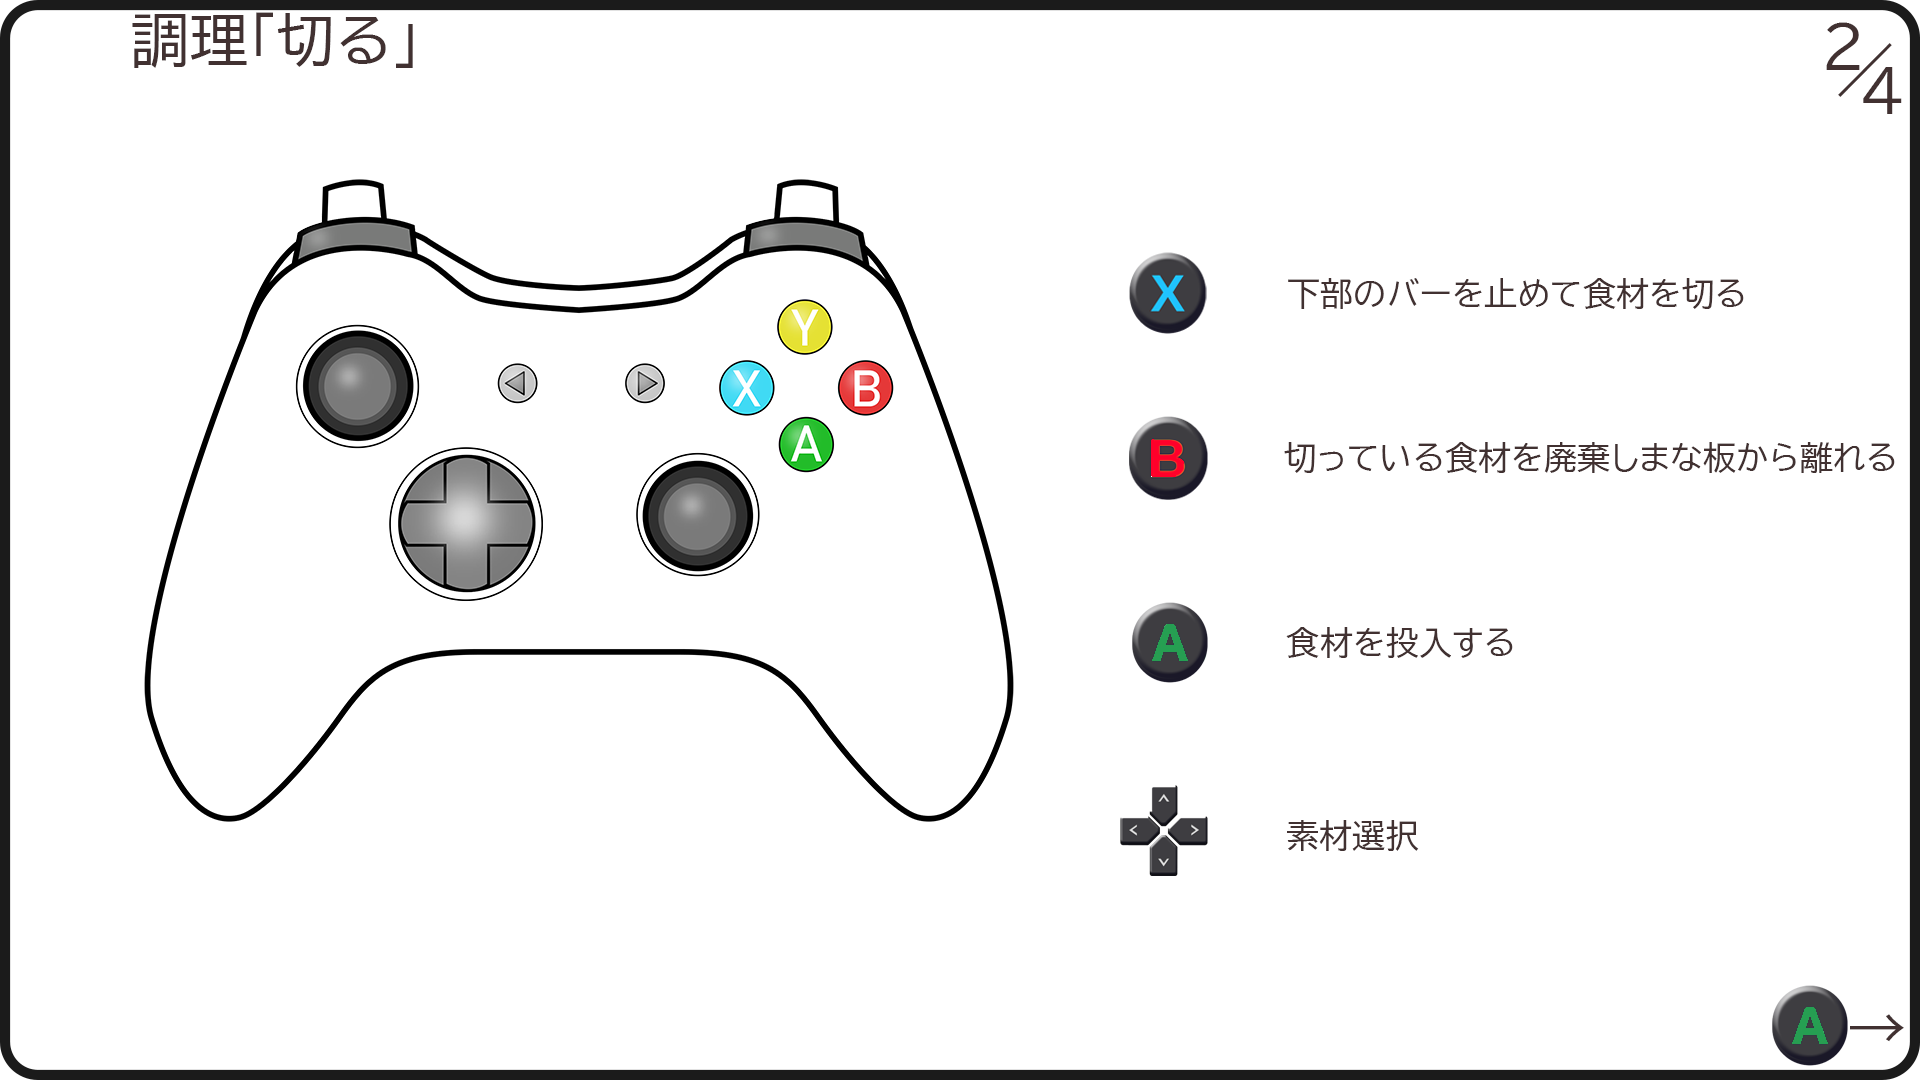 調理「切る」
2/4
Y
X
B
A
X 下部のバーを止めて食材を切る
B 切っている食材を廃棄しまな板から離れる
A 食材を投入する
素材選択
A→